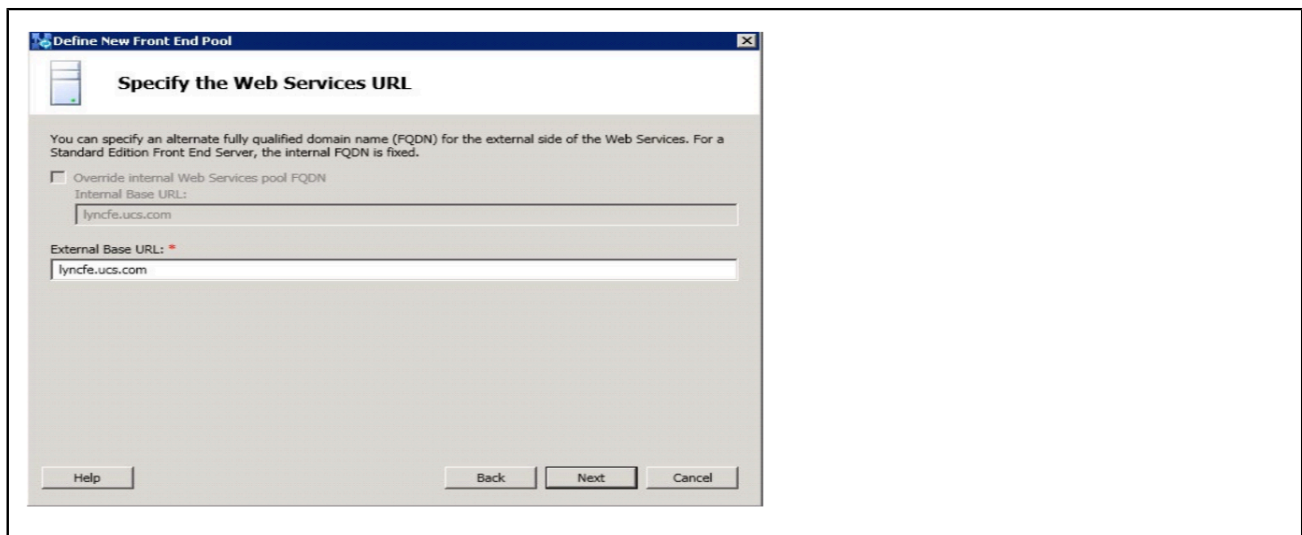 Define New Front End Pool
Specify the Web Services URL
You can specify an alternate fully qualified domain name (FQDN) for the external side of the Web Services. For a
Standard Edition Front End Server, the internal FQDN is fixed.
Override internal Web Services pool FQDN
Internal Base URL:
lyncfe.ucs.com
External Base URL: *
lyncfe.ucs.com
Help
Back
Next
Cancel